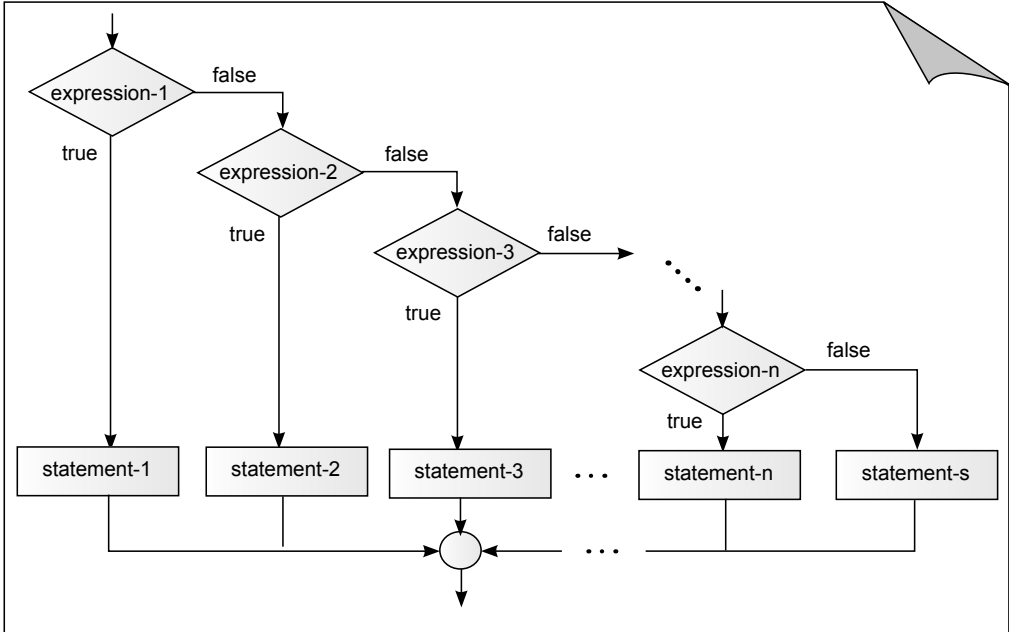 false
expression-1
true
false
expression-2
true
false
expression-3
true
false
expression-n
true
statement-1
statement-2
statement-3
...
statement-n
statement-s
...